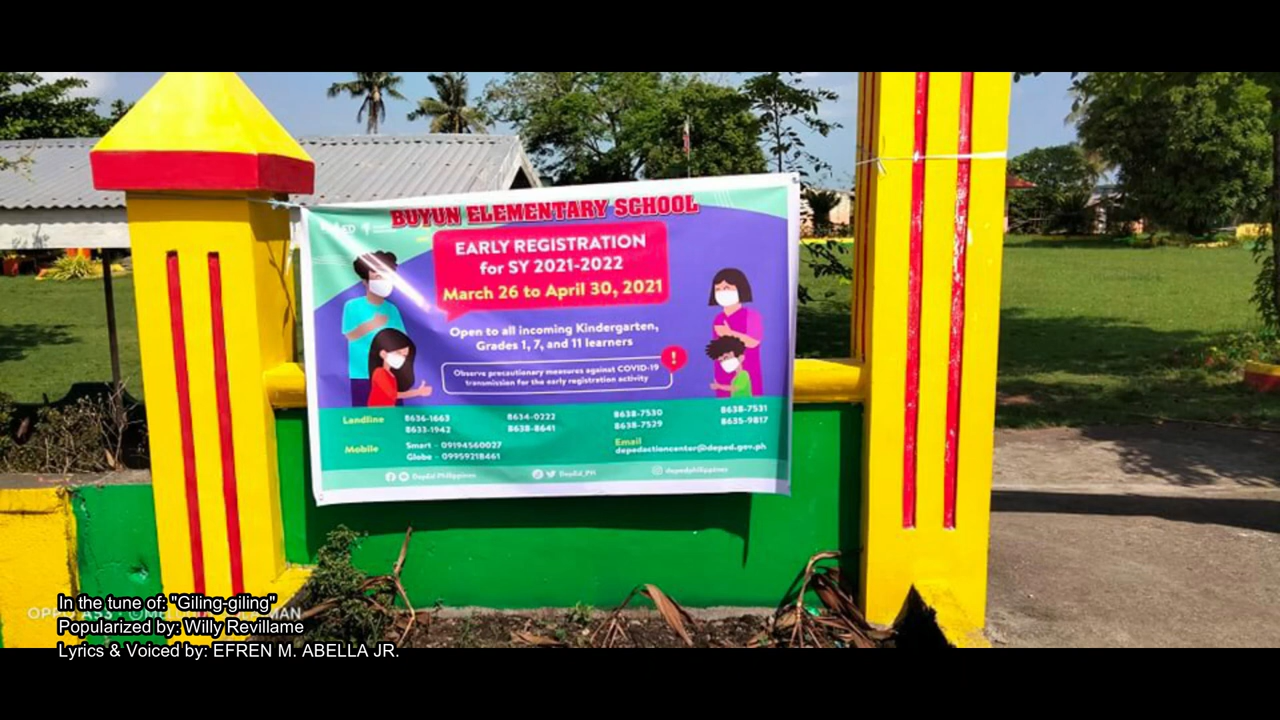 BUYUN ELEMENTARY SCHOOL
EARLY REGISTRATION
for SY 2021-2022
March 26 to April 30, 2021
Open to all incoming Kindergarten,
Grades 1, 7, and 11 learners
!
Observe precautionary measures against COVID-19
transmission for the early registration activity
Landline 8636-1663 8634-0222 8638-7530 8638-7531
8633-1942 8638-8641 8638-7529 8635-9817
Mobile Smart - 09194560027
Globe - 09959218461
Email
depedactioncenter@deped.gov.ph
DepEd Philippines DepEd_PH depedphilippines
In the tune of: "Giling-giling"
Popularized by: Willy Revillame
Lyrics & Voiced by: EFREN M. ABELLA JR.